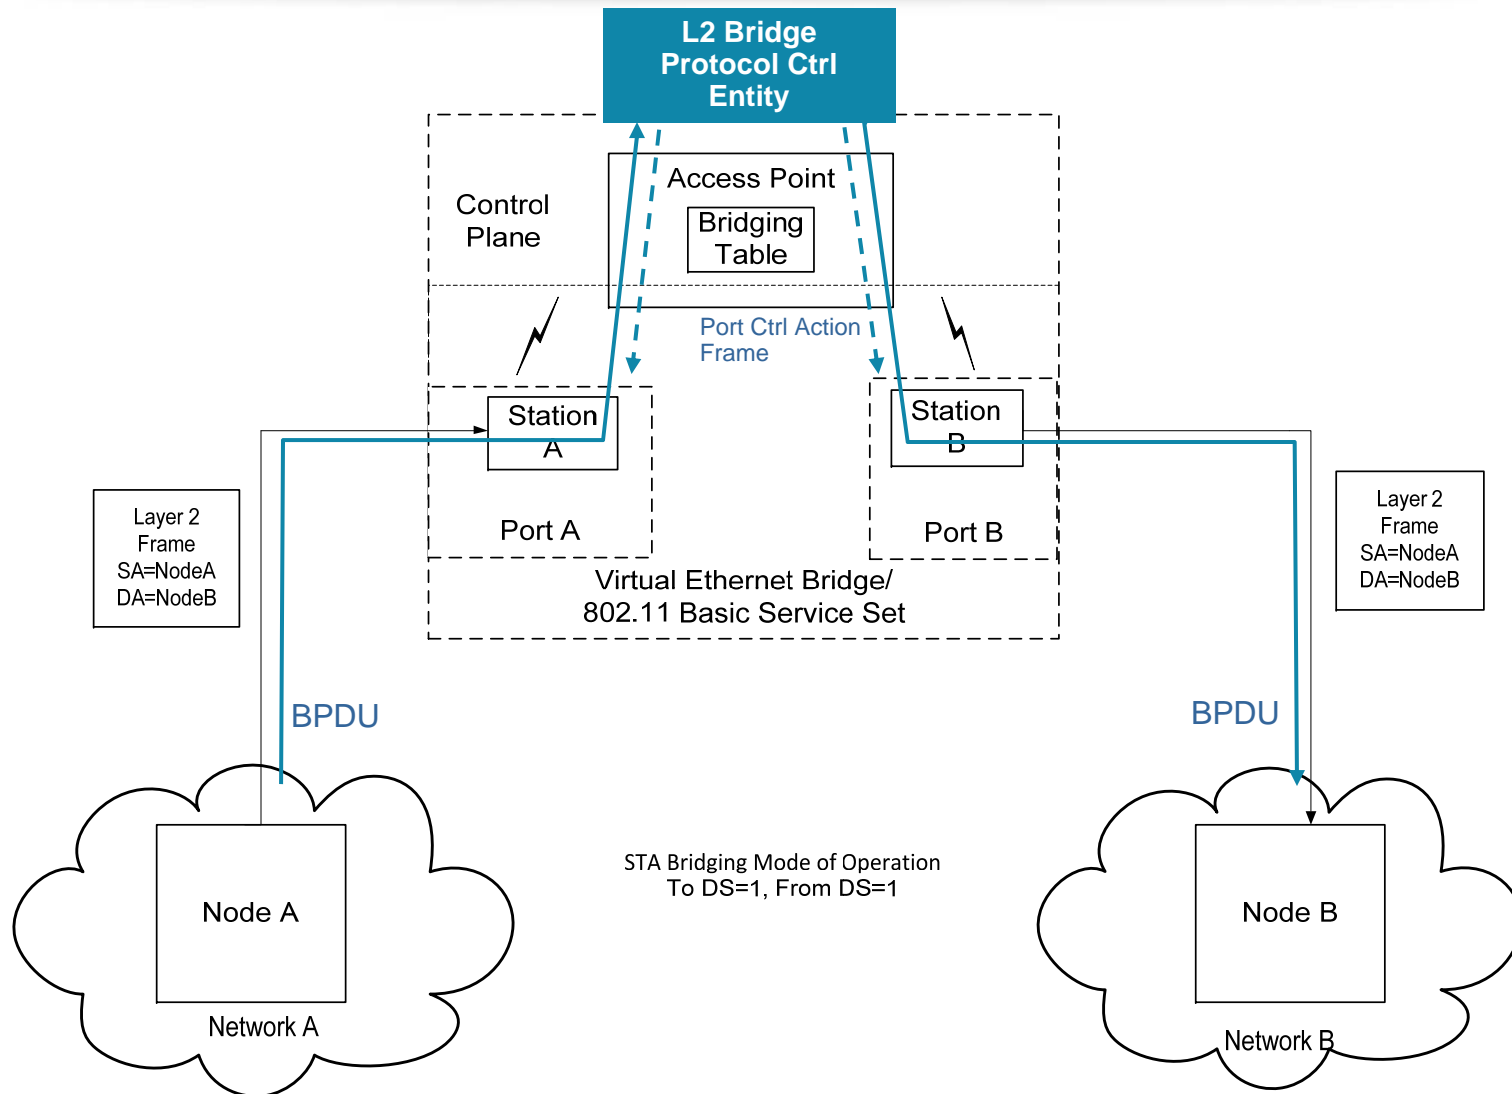 L2 Bridge
Protocol Ctrl
Entity
Access Point
Control
Plane
Bridging
Table
Port Ctrl Action
Frame
Station
A
Station
B
Port A
Port B
Layer 2
Frame
SA=NodeA
DA=NodeB
Layer 2
Frame
SA=NodeA
DA=NodeB
Virtual Ethernet Bridge/
802.11 Basic Service Set
BPDU
BPDU
STA Bridging Mode of Operation
To DS=1, From DS=1
Node A
Node B
Network A
Network B